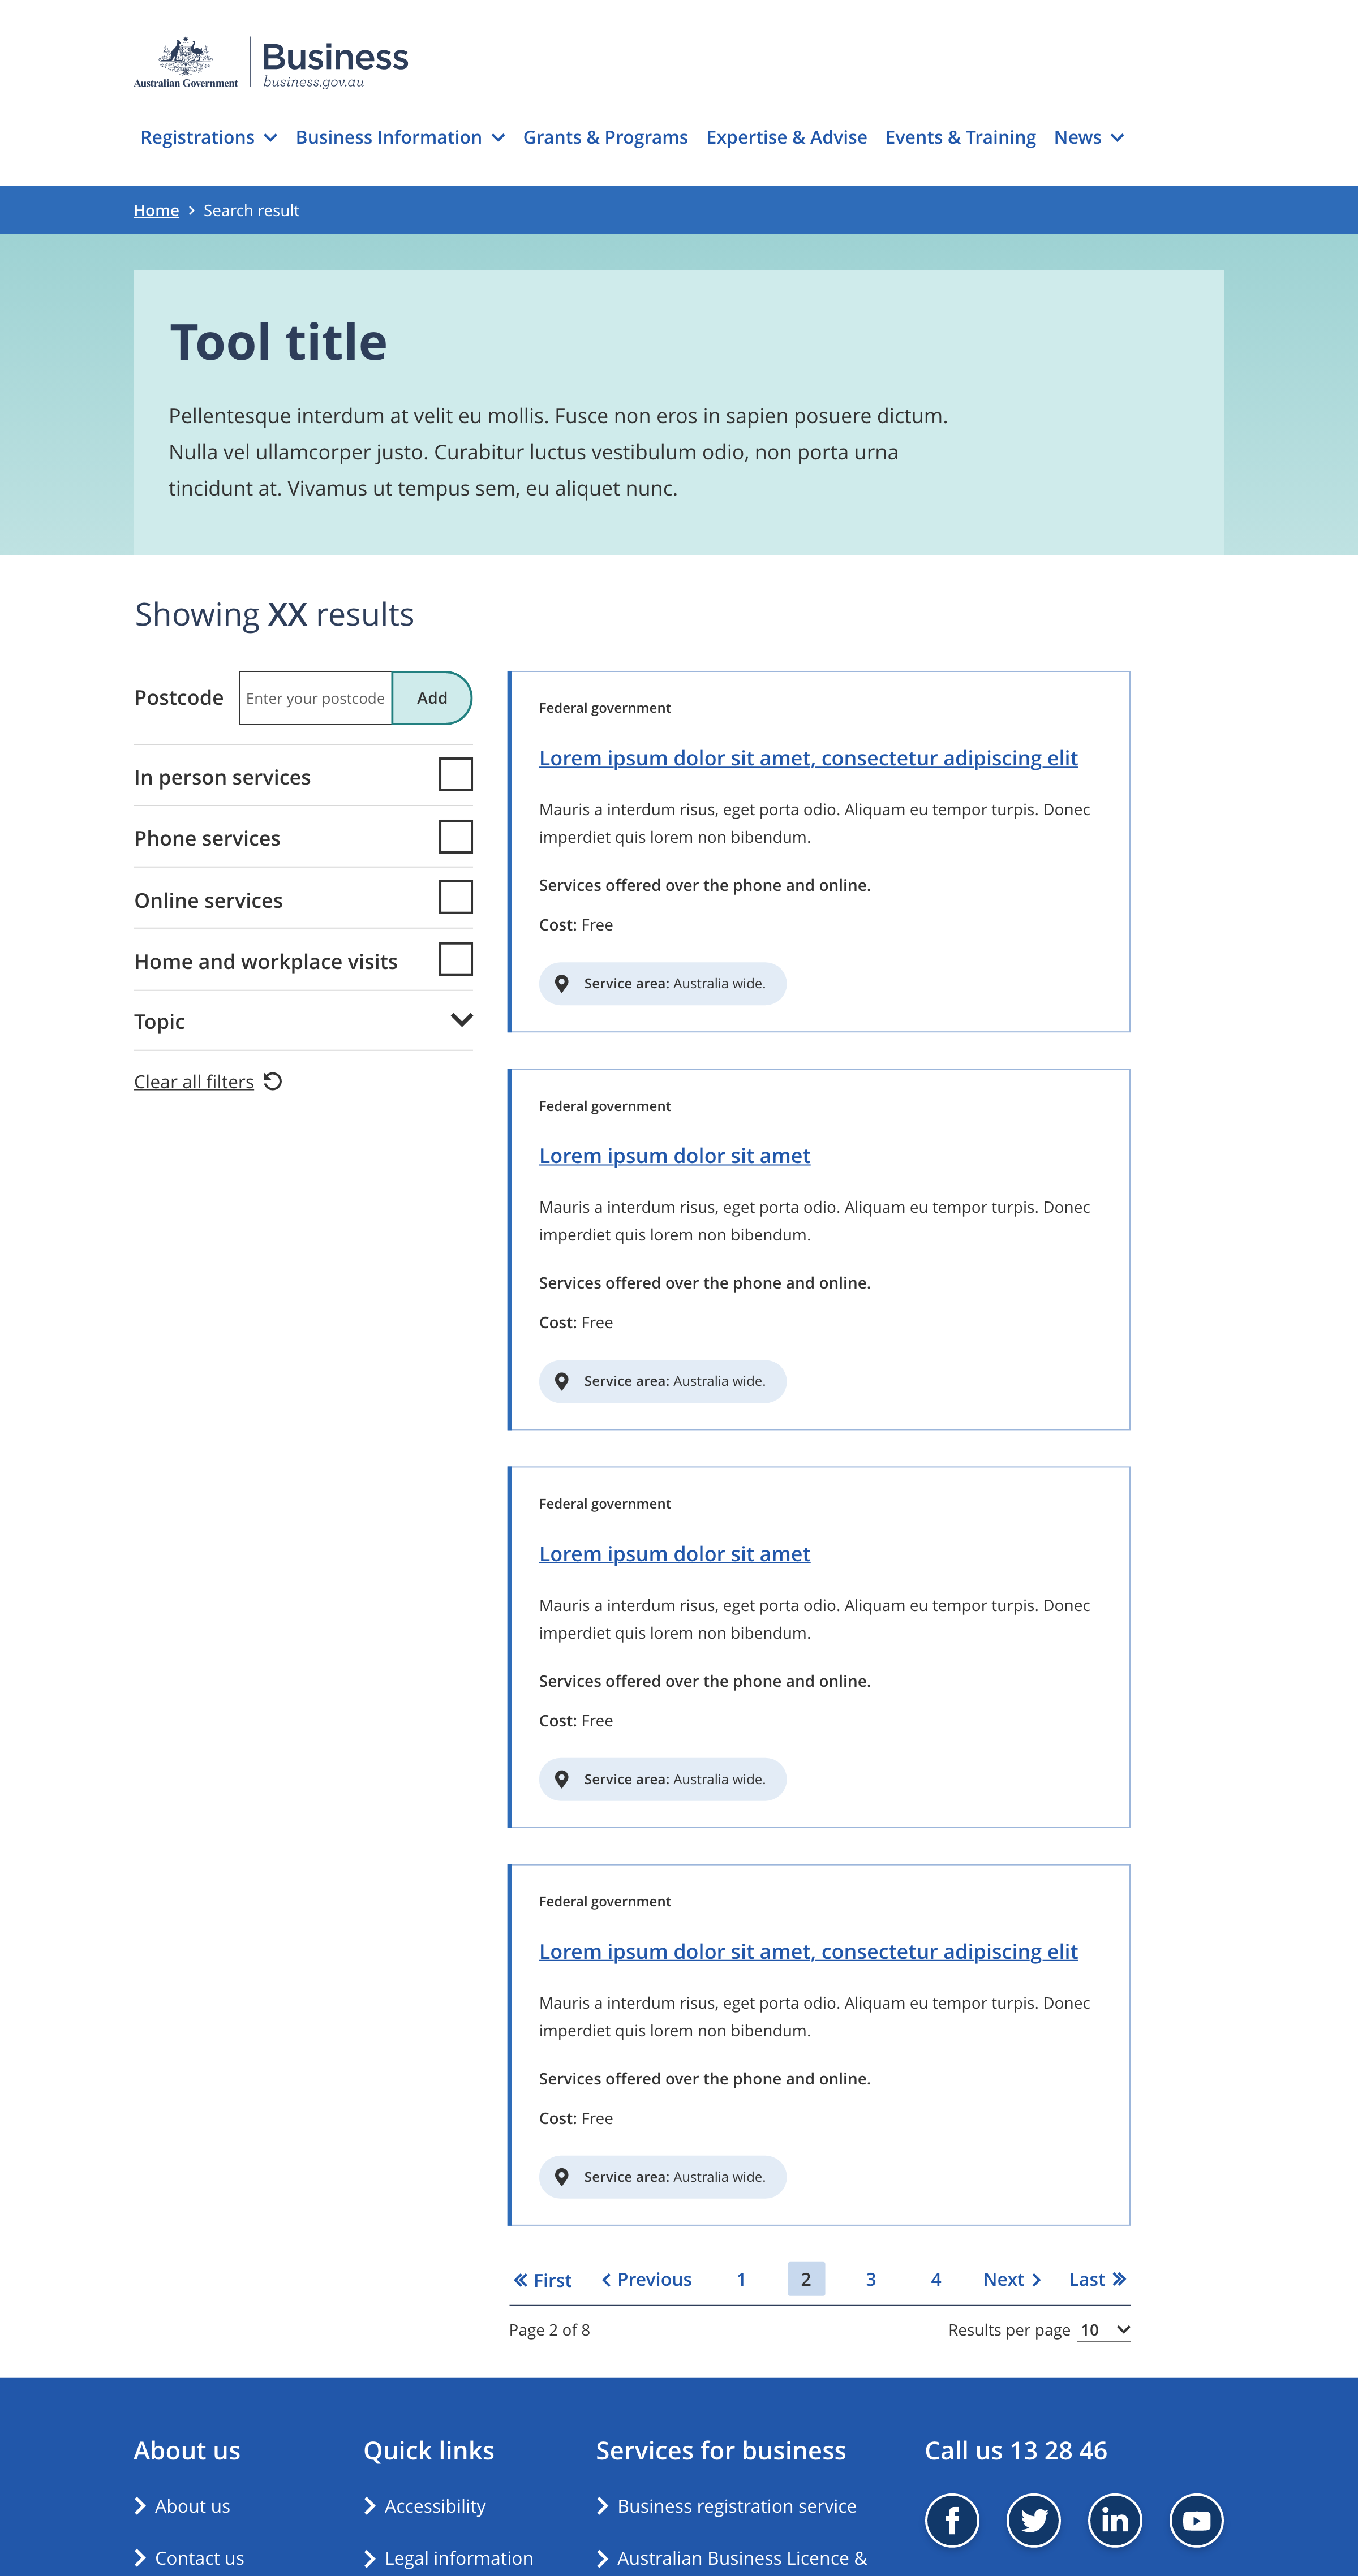 Australian Government
Business
business.gov.au
Registrations
Business Information
Grants & Programs
Expertise & Advise
Events & Training
News
Home
Search result
Tool title
Pellentesque interdum at velit eu mollis. Fusce non eros in sapien posuere dictum.
Nulla vel ullamcorper justo. Curabitur luctus vestibulum odio, non porta urna
tincidunt at. Vivamus ut tempus sem, eu aliquet nunc.
Showing XX results
Postcode
Enter your postcode
Add
In person services
Phone services
Online services
Home and workplace visits
Topic
Clear all filters
Federal government
Lorem ipsum dolor sit amet, consectetur adipiscing elit
Mauris a interdum risus, eget porta odio. Aliquam eu tempor turpis. Donec
imperdiet quis lorem non bibendum.
Services offered over the phone and online.
Cost: Free
Service area: Australia wide.
Federal government
Lorem ipsum dolor sit amet
Mauris a interdum risus, eget porta odio. Aliquam eu tempor turpis. Donec
imperdiet quis lorem non bibendum.
Services offered over the phone and online.
Cost: Free
Service area: Australia wide.
Federal government
Lorem ipsum dolor sit amet
Mauris a interdum risus, eget porta odio. Aliquam eu tempor turpis. Donec
imperdiet quis lorem non bibendum.
Services offered over the phone and online.
Cost: Free
Service area: Australia wide.
Federal government
Lorem ipsum dolor sit amet, consectetur adipiscing elit
Mauris a interdum risus, eget porta odio. Aliquam eu tempor turpis. Donec
imperdiet quis lorem non bibendum.
Services offered over the phone and online.
Cost: Free
Service area: Australia wide.
First
Previous
1
2
3
4
Next
Last
Page 2 of 8
Results per page 10
About us
About us
Contact us
Quick links
Accessibility
Legal information
Services for business
Business registration service
Australian Business Licence &
Call us 13 28 46